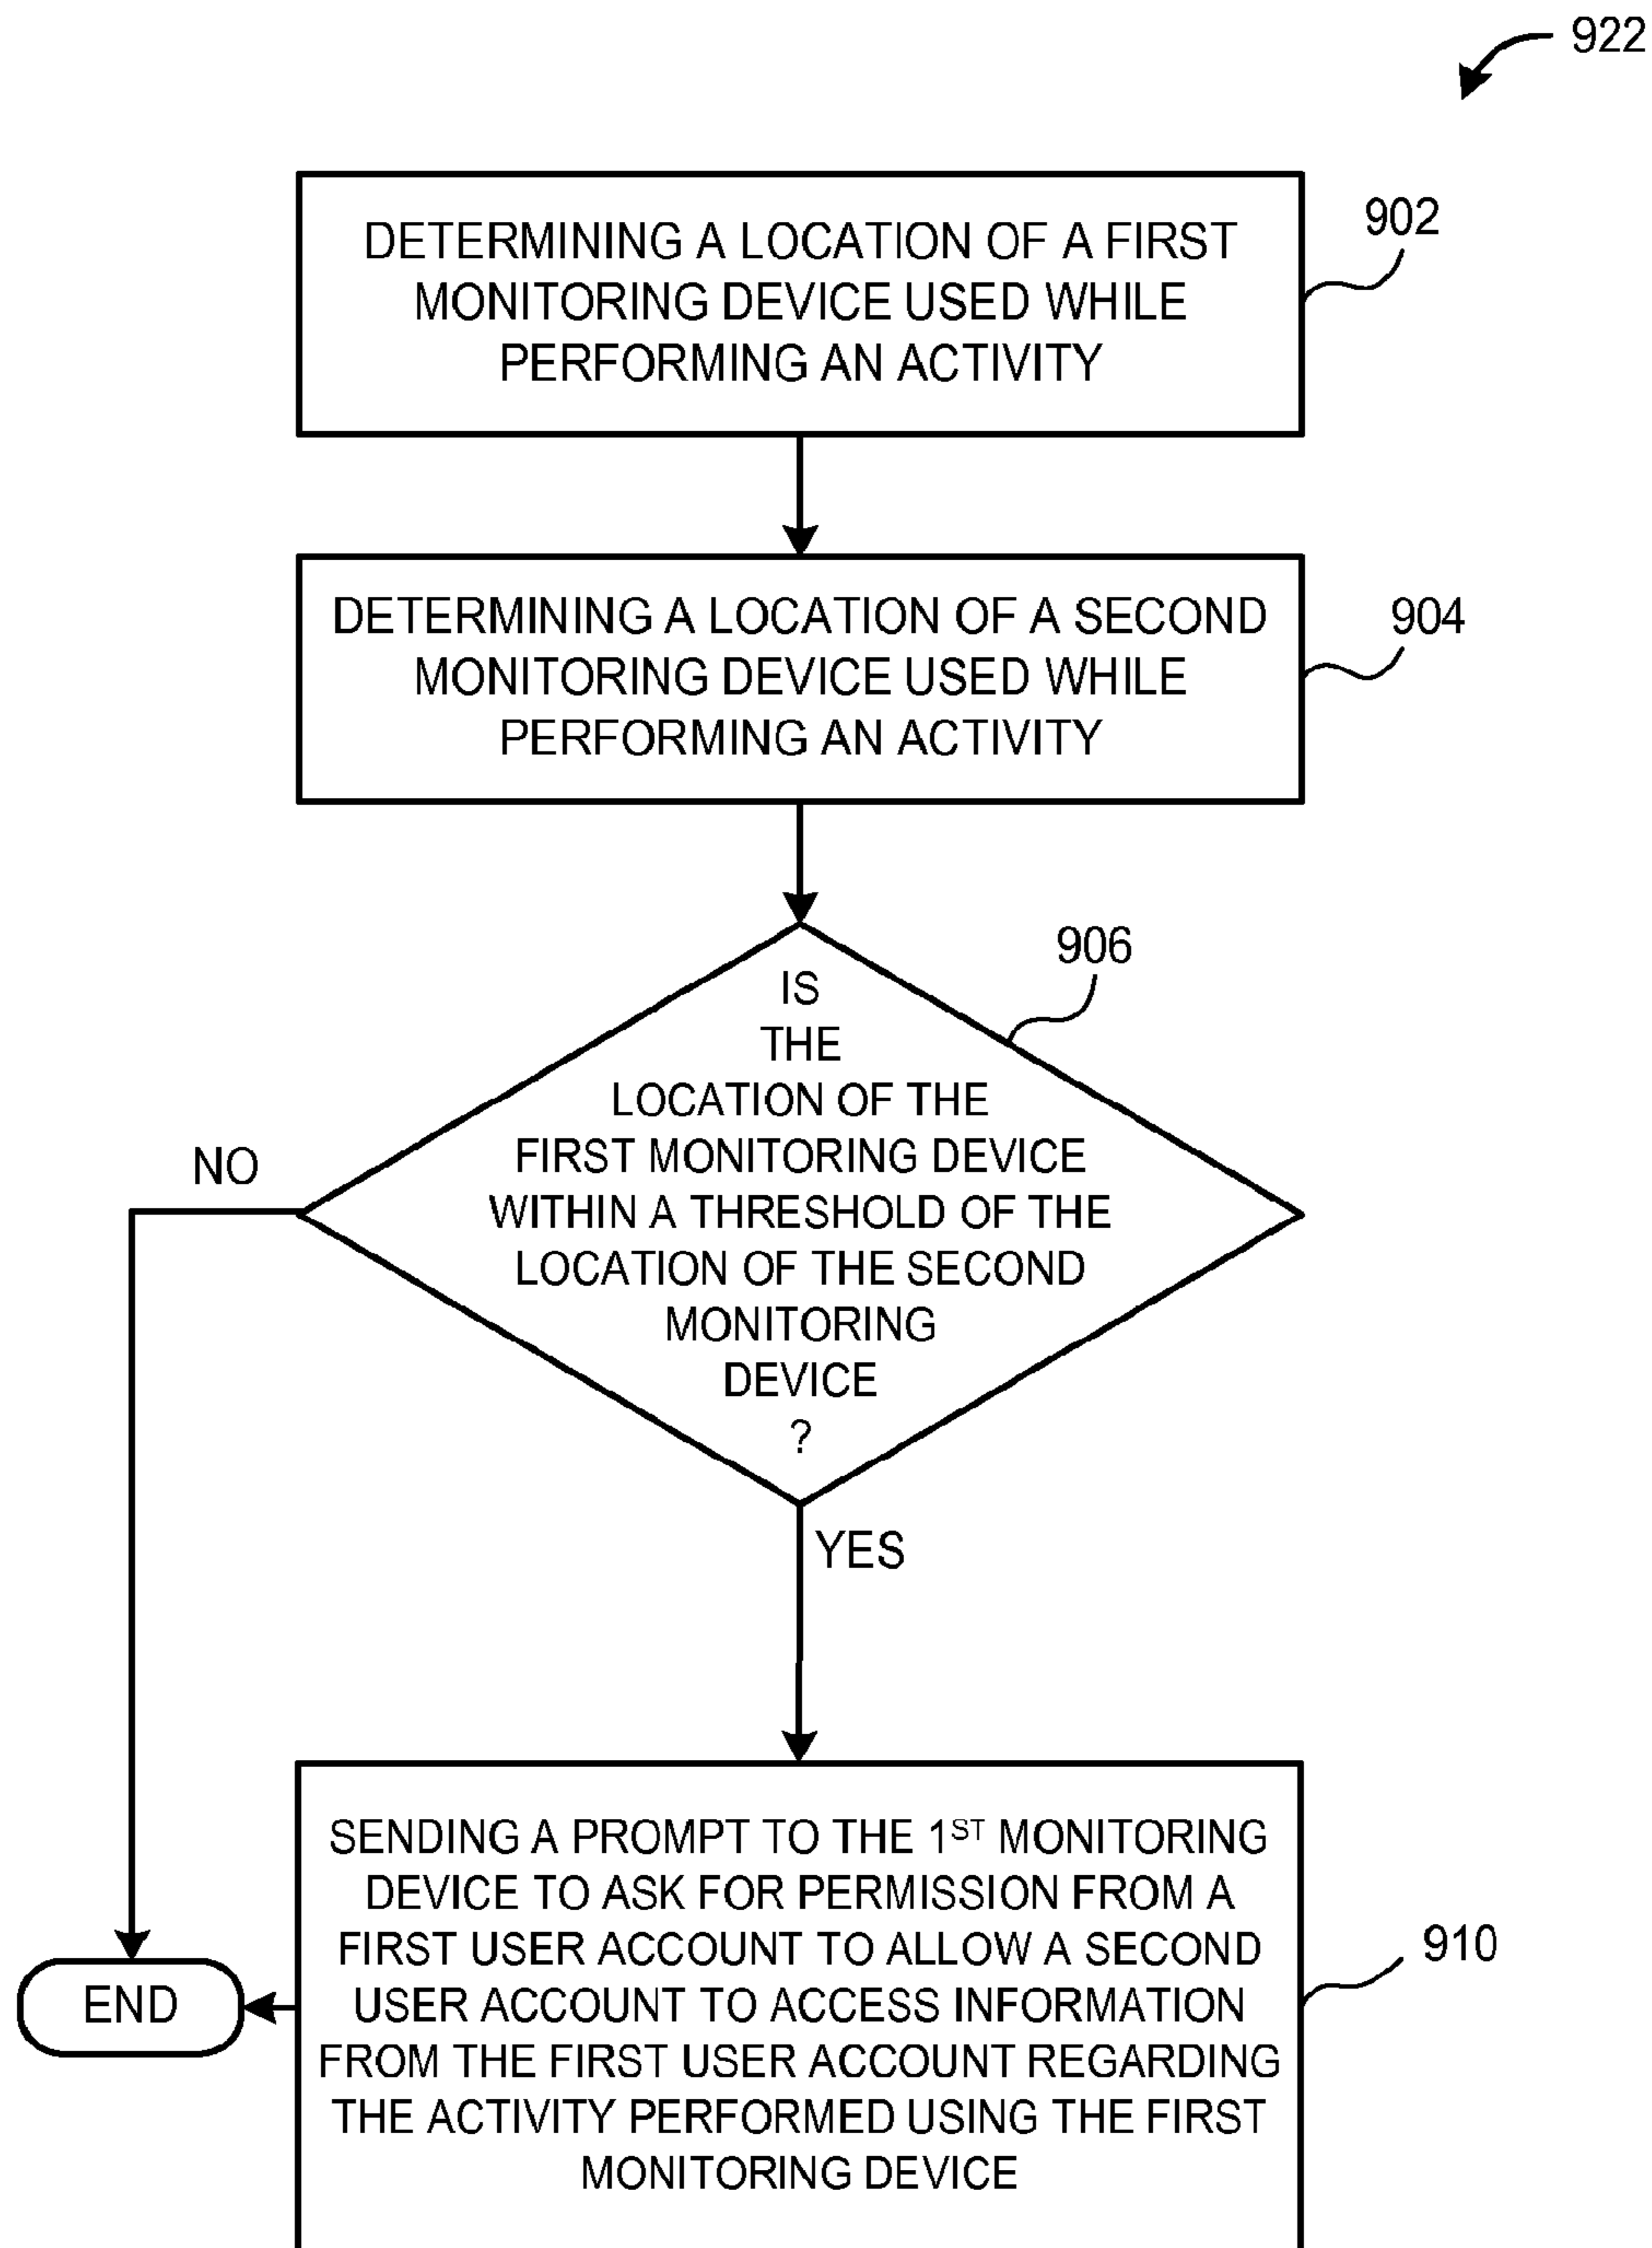 922
DETERMINING A LOCATION OF A FIRST
MONITORING DEVICE USED WHILE
PERFORMING AN ACTIVITY
902
DETERMINING A LOCATION OF A SECOND
MONITORING DEVICE USED WHILE
PERFORMING AN ACTIVITY
904
906
IS
THE
LOCATION OF THE
FIRST MONITORING DEVICE
WITHIN A THRESHOLD OF THE
LOCATION OF THE SECOND
MONITORING
DEVICE
?
NO
YES
SENDING A PROMPT TO THE 1ST MONITORING
DEVICE TO ASK FOR PERMISSION FROM A
FIRST USER ACCOUNT TO ALLOW A SECOND
USER ACCOUNT TO ACCESS INFORMATION
FROM THE FIRST USER ACCOUNT REGARDING
THE ACTIVITY PERFORMED USING THE FIRST
MONITORING DEVICE
910
END